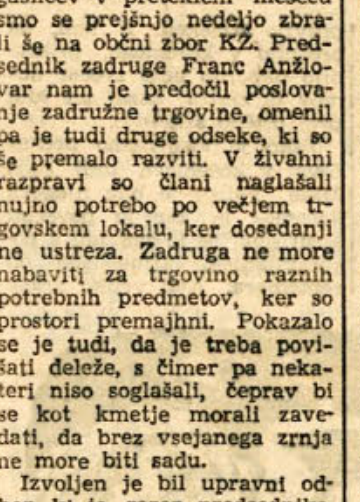 smo se prejšnjo nedeljo zbra-
li še na občni zbor KZ. Pred-
sednik zadruge Franc Anžlo-
var nam je predočil poslova-
nje zadružne trgovine, omenil
pa je tudi druge odseke, ki so
še premalo razviti. V živahni
razpravi so člani naglašali
nujno potrebo po večjem tr-
govskem lokalu, ker dosedanji
ne ustreza. Zadruga ne more
nabaviti za trgovino raznih
potrebnih predmetov, ker so
prostori premajhni. Pokazalo
se je tudi, da je treba povi-
šati deleže, s čimer pa neka-
teri niso soglašali, čeprav bi
se kot kmetje morali zave-
dati, da brez vsejanega zrnja
ne more biti sadu.
Izvoljen je bil upravni od-